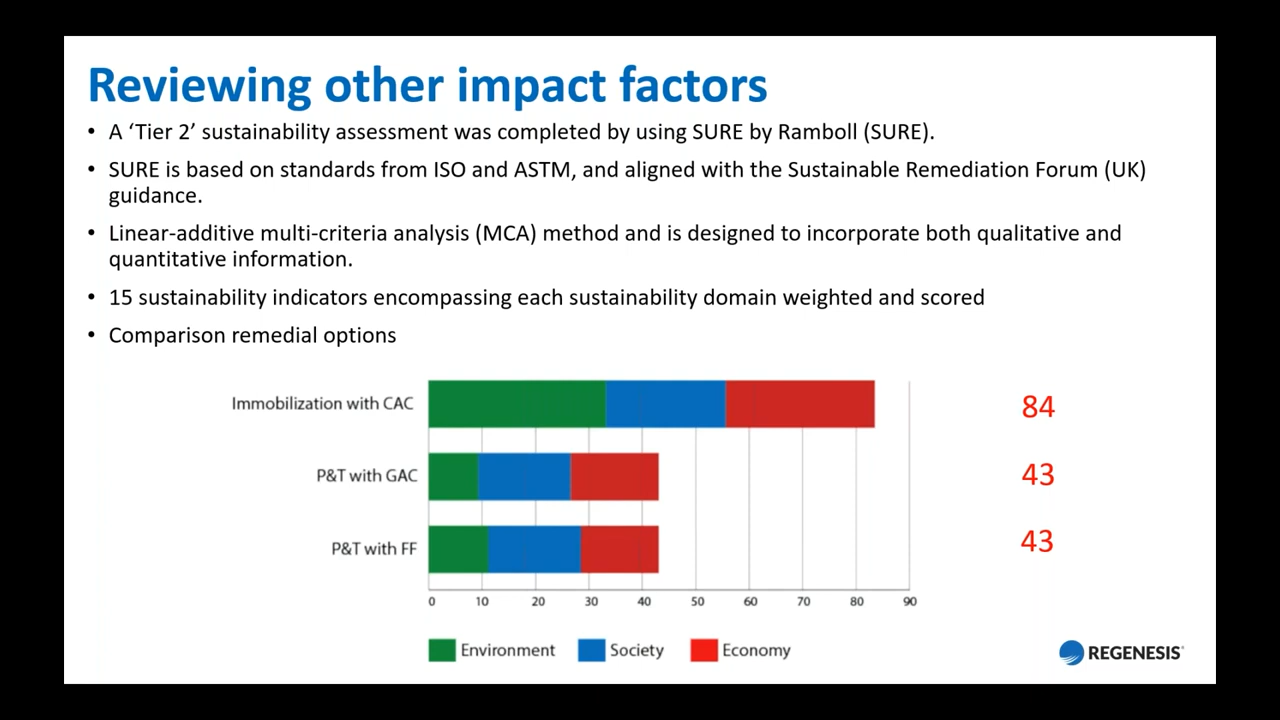 Reviewing other impact factors
• A ‘Tier 2’ sustainability assessment was completed by using SURE by Ramboll (SURE).
• SURE is based on standards from ISO and ASTM, and aligned with the Sustainable Remediation Forum (UK)
guidance.
• Linear-additive multi-criteria analysis (MCA) method and is designed to incorporate both qualitative and
quantitative information.
• 15 sustainability indicators encompassing each sustainability domain weighted and scored
• Comparison remedial options
Immobilization with CAC
84
P&T with GAC
43
P&T with FF
43
0 10 20 30 40 50 60 70 80 90
Environment Society Economy
REGENESIS®